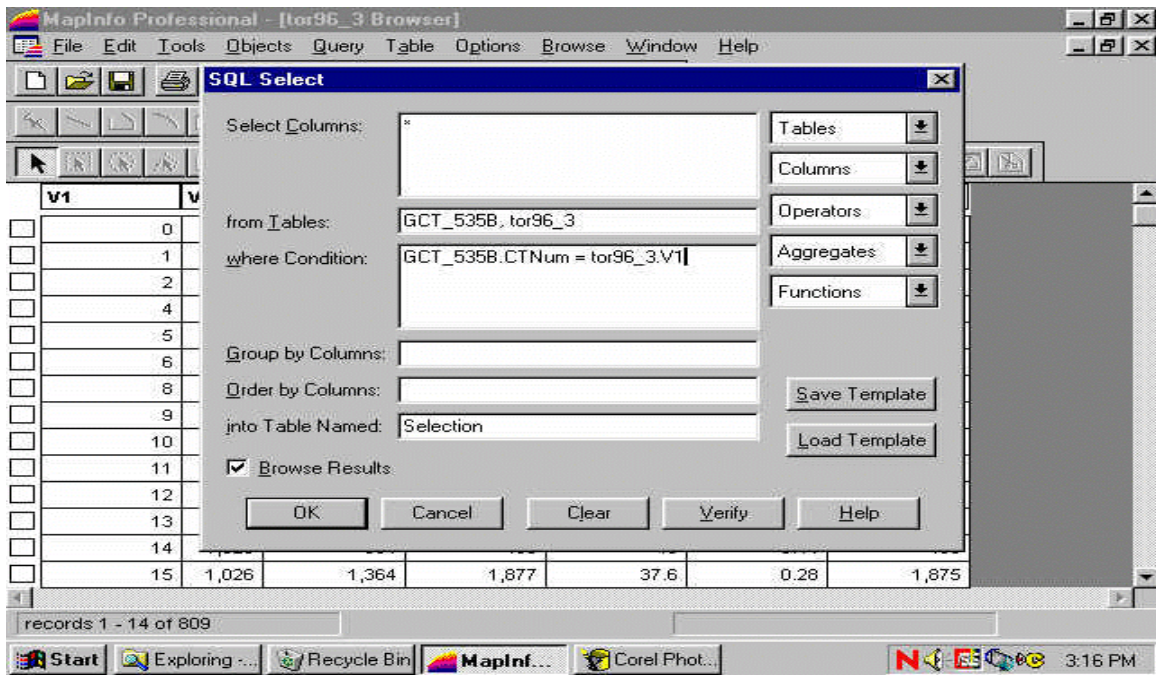 MapInfo Professional - [tor96_3 Browser]
File Edit Tools Objects Query Table Options Browse Window Help
SQL Select
Select Columns: *
Tables
Columns
from Tables: GCT_535B, tor96_3
Operators
where Condition: GCT_535B.CTNum = tor96_3.V1
Aggregates
Functions
Group by Columns:
Order by Columns:
Save Template
into Table Named: Selection
Load Template
Browse Results
OK Cancel Clear Verify Help
V1
0
1
2
4
5
6
8
9
10
11
12
13
14
15 1,026 1,364 1,877 37.6 0.28 1,875
records 1 - 14 of 809
Start Exploring -... Recycle Bin MapInf... Corel Phot... 3:16 PM